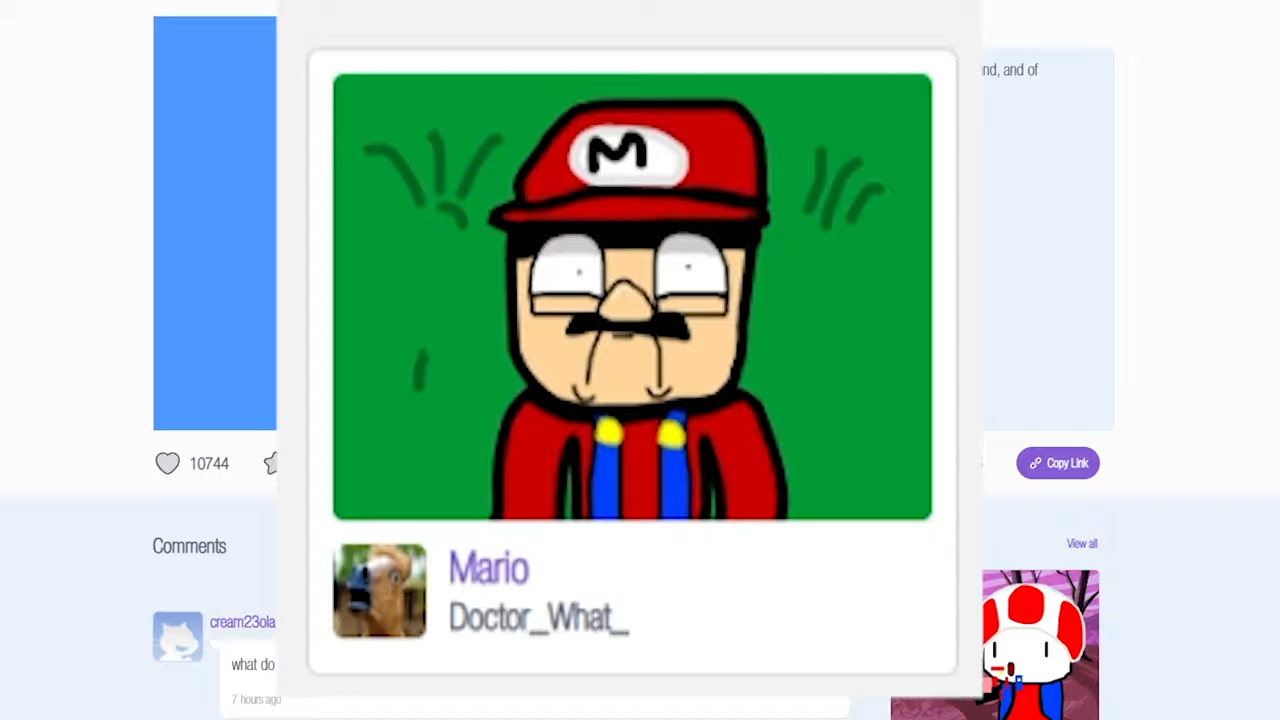 nd, and of
M
10744
Copy Link
Mario
Doctor_What_
Comments
View all
cream23ola
what do
7 hours ago